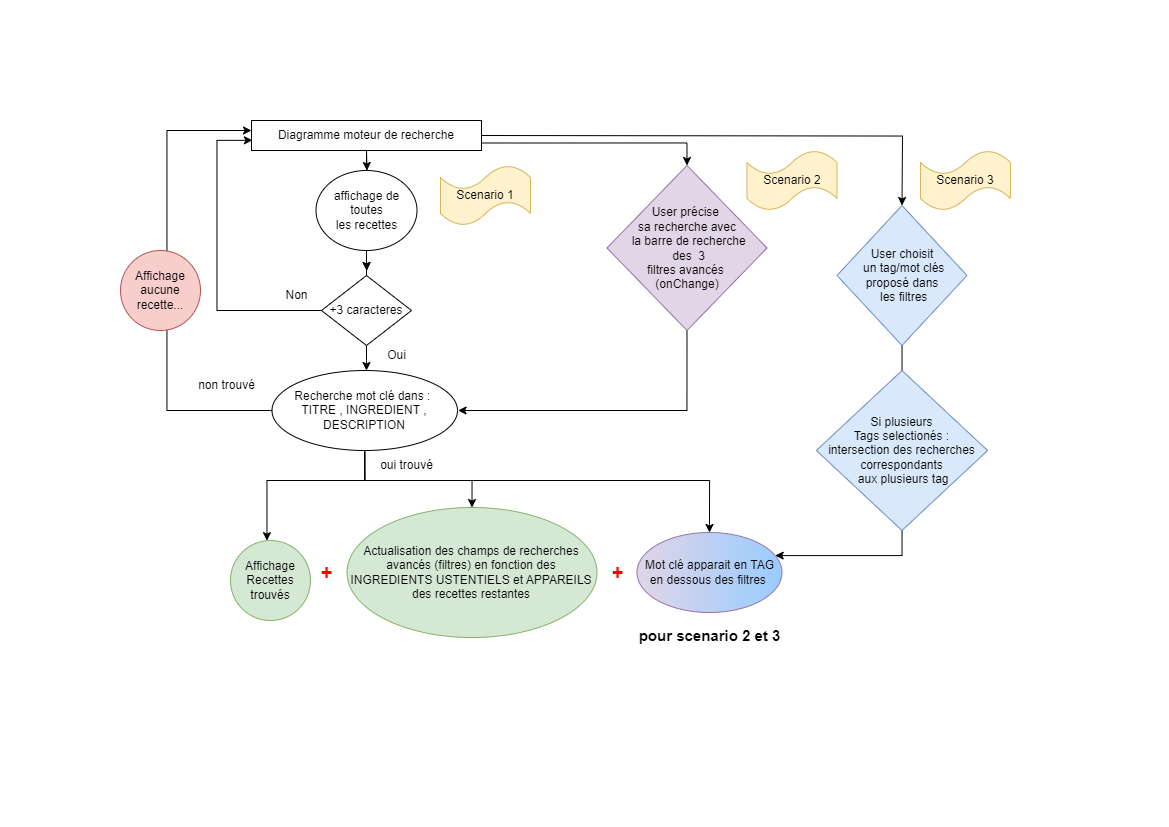 Diagramme moteur de recherche
Scenario 1
Scenario 2
Scenario 3
affichage de
toutes
les recettes
User précise
sa recherche avec
la barre de recherche
des 3
filtres avancés
(onChange)
User choisit
un tag/mot clés
proposé dans
les filtres
Affichage
aucune
recette...
Non
+3 caracteres
Oui
non trouvé
Recherche mot clé dans :
TITRE , INGREDIENT ,
DESCRIPTION
Si plusieurs
Tags selectionés :
intersection des recherches
correspondants
aux plusieurs tag
oui trouvé
Affichage
Recettes
trouvés
+
Actualisation des champs de recherches
avancés (filtres) en fonction des
INGREDIENTS USTENTIELS et APPAREILS
des recettes restantes
+
Mot clé apparait en TAG
en dessous des filtres
pour scenario 2 et 3